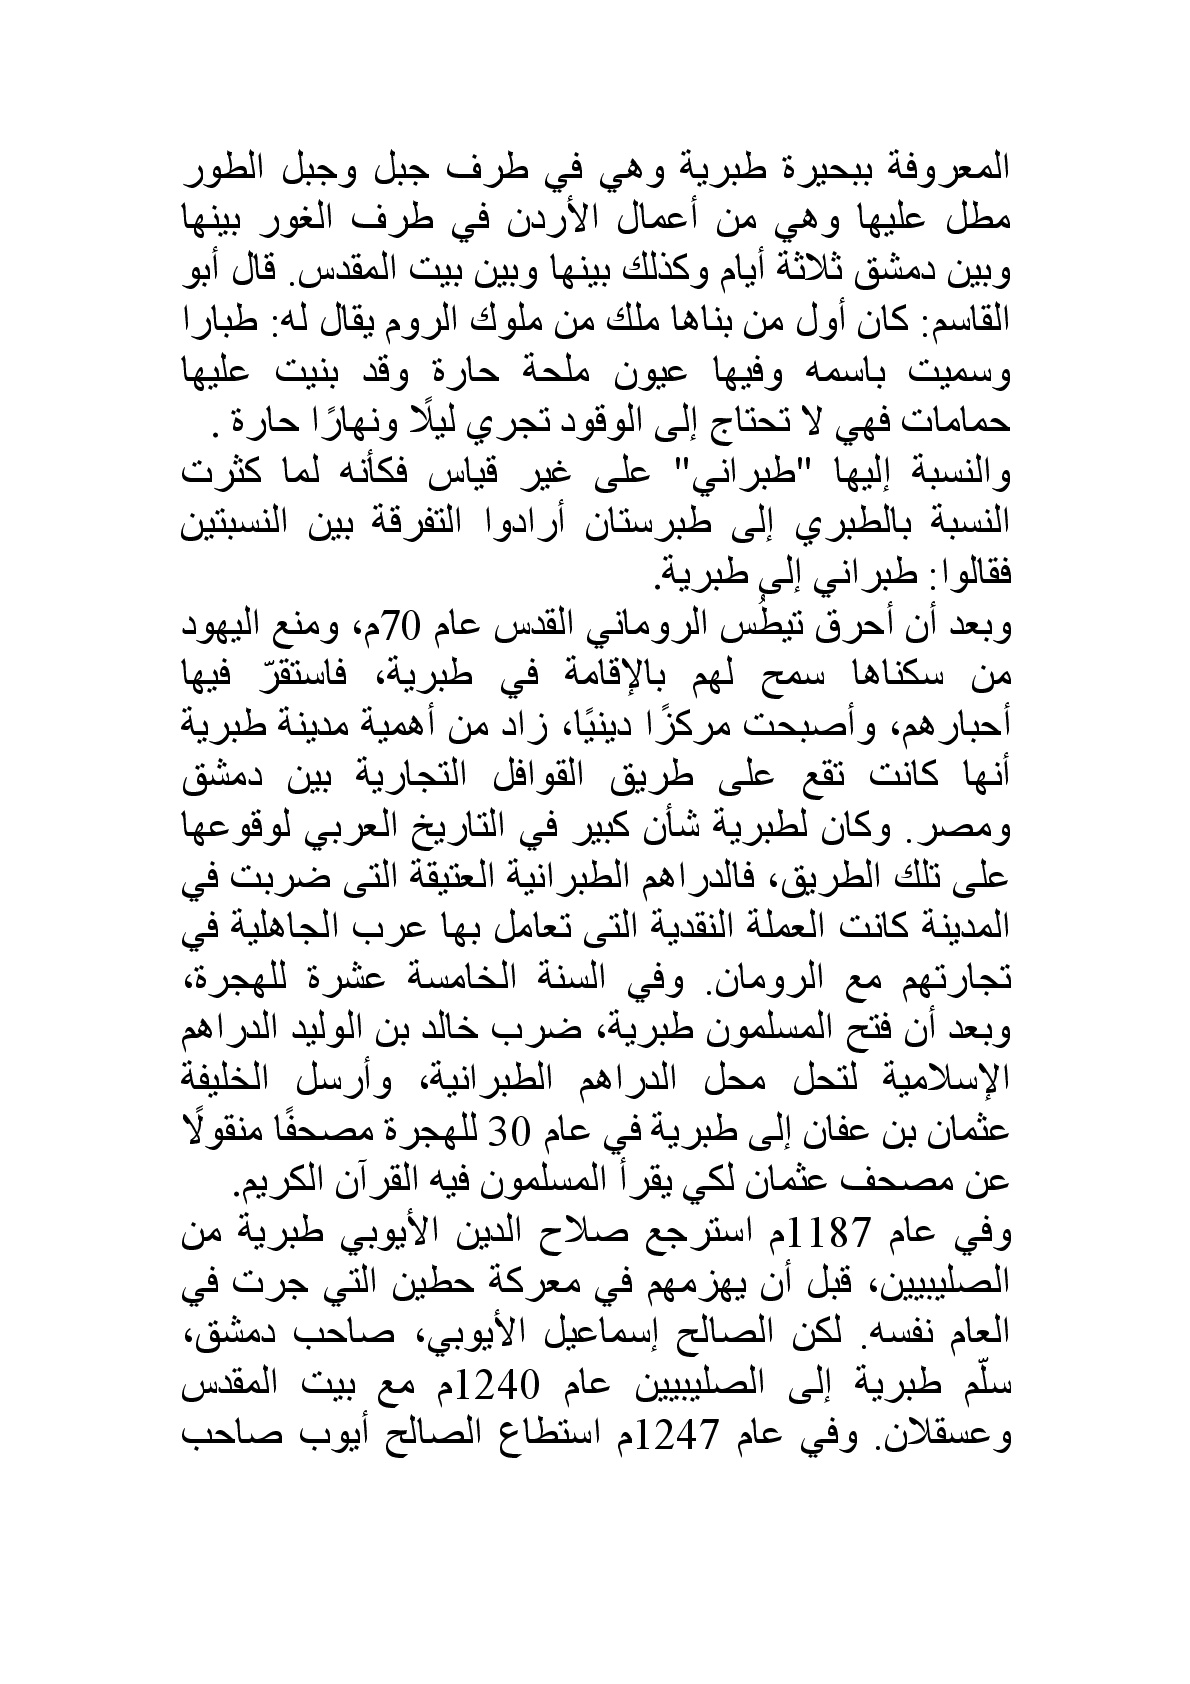 المعروفة ببحيرة طبرية وهي في طرف جبل وجبل الطور
مطل عليها وهي من أعمال الأردن في طرف الغور بينها
وبين دمشق ثلاثة أيام وكذلك بينها وبين بيت المقدس. قال أبو
القاسم: كان أول من بناها ملك من ملوك الروم يقال له: طبارا
وسميت باسمه وفيها عيون ملحة حارة وقد بنيت عليها
حمامات فهي لا تحتاج إلى الوقود تجري ليلًا ونهارًا حارة .
والنسبة إليها "طبراني" على غير قياس فكأنه لما كثرت
النسبة بالطبري إلى طبرستان أرادوا التفرقة بين النسبتين
فقالوا: طبراني إلى طبرية.
وبعد أن أحرق تيطُس الروماني القدس عام 70م، ومنع اليهود
من سكناها سمح لهم بالإقامة في طبرية، فاستقرّ فيها
أحبارهم، وأصبحت مركزًا دينيًا، زاد من أهمية مدينة طبرية
أنها كانت تقع على طريق القوافل التجارية بين دمشق
ومصر. وكان لطبرية شأن كبير في التاريخ العربي لوقوعها
على تلك الطريق، فالدراهم الطبرانية العتيقة التى ضربت في
المدينة كانت العملة النقدية التى تعامل بها عرب الجاهلية في
تجارتهم مع الرومان. وفي السنة الخامسة عشرة للهجرة،
وبعد أن فتح المسلمون طبرية، ضرب خالد بن الوليد الدراهم
الإسلامية لتحل محل الدراهم الطبرانية، وأرسل الخليفة
عثمان بن عفان إلى طبرية في عام 30 للهجرة مصحفًا منقولًا
عن مصحف عثمان لكي يقرأ المسلمون فيه القرآن الكريم.
وفي عام 1187م استرجع صلاح الدين الأيوبي طبرية من
الصليبيين، قبل أن يهزمهم في معركة حطين التي جرت في
العام نفسه. لكن الصالح إسماعيل الأيوبي، صاحب دمشق،
سلّم طبرية إلى الصليبيين عام 1240م مع بيت المقدس
وعسقلان. وفي عام 1247م استطاع الصالح أيوب صاحب